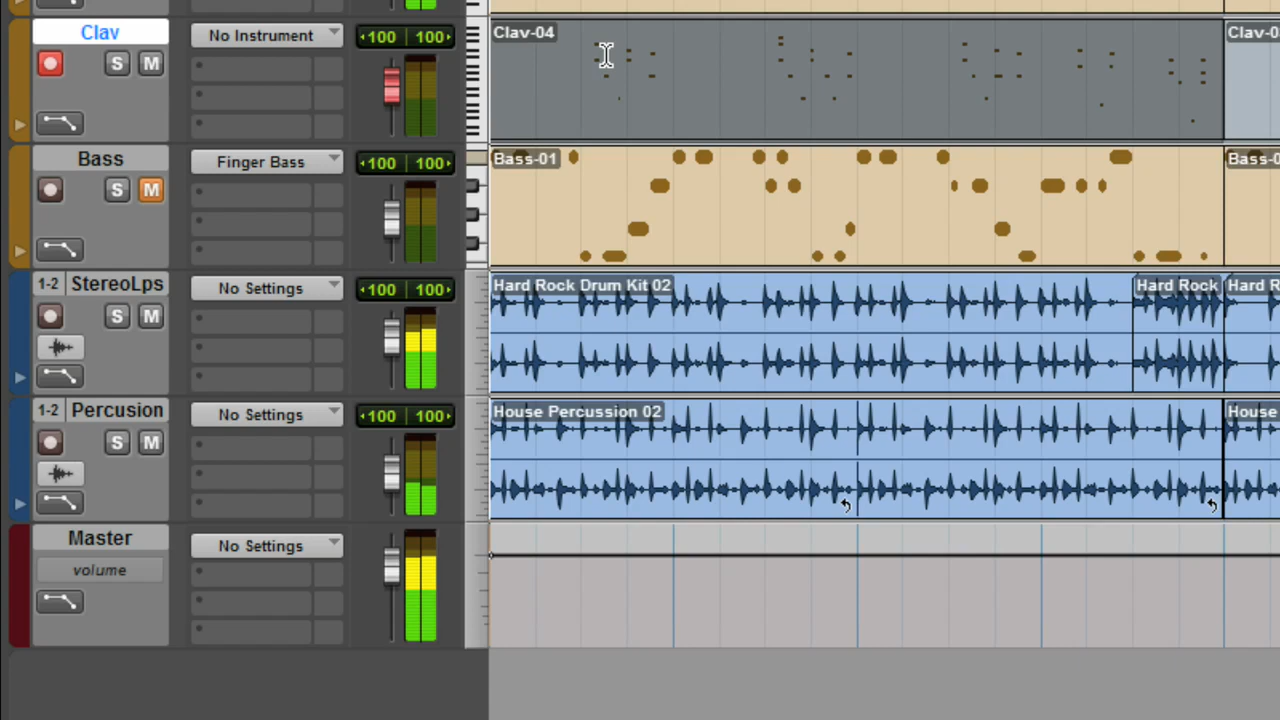 Clav
No Instrument
100 100
Clav-04
Clav-0
S M
Bass
Finger Bass
100 100
Bass-01
Bass-0
S M
1-2 StereoLps
No Settings
100 100
Hard Rock Drum Kit 02
Hard Rock
Hard R
S M
1-2 Percusion
No Settings
100 100
House Percussion 02
House
S M
Master
No Settings
volume